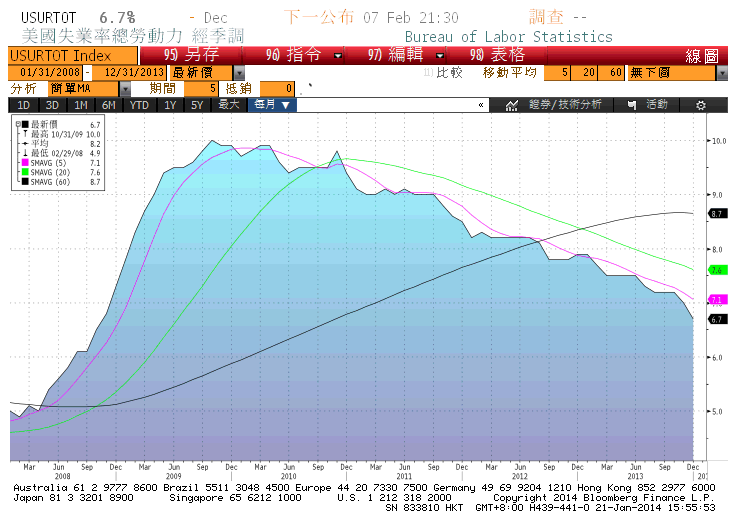 USURTOT 6.7% - Dec 下一公布 07 Feb 21:30 調查 --
美國失業率總勞動力 經季調 Bureau of Labor Statistics
USURTOT Index 95) 另存 96) 指令 97) 編輯 98) 表格 線圖
01/31/2008 - 12/31/2013 最新價 比較 移動平均 5 20 60 無下圖
分析 簡單MA 期間 5 抵銷 0
1D 3D 1M 6M YTD 1Y 5Y 最大 每月 ▼ « 證券/技術分析 活動
最新價 6.7
最高 10/31/09 10.0
平均 8.2
最低 02/29/08 4.9
SMAVG (5) 7.1
SMAVG (20) 7.6
SMAVG (60) 8.7
10.0
9.0
8.7
8.0
7.6
7.1
6.7
6.0
5.0
Mar Jun Sep Dec Mar Jun Sep Dec Mar Jun Sep Dec Mar Jun Sep Dec Mar Jun Sep Dec Mar Jun Sep Dec
2008 2009 2010 2011 2012 2013
Australia 61 2 9777 8600 Brazil 5511 3048 4500 Europe 44 20 7330 7500 Germany 49 69 9204 1210 Hong Kong 852 2977 6000
Japan 81 3 3201 8900 Singapore 65 6212 1000 U.S. 1 212 318 2000 Copyright 2014 Bloomberg Finance L.P.
SN 833810 HKT GMT+8:00 H439-441-0 21-Jan-2014 15:55:53